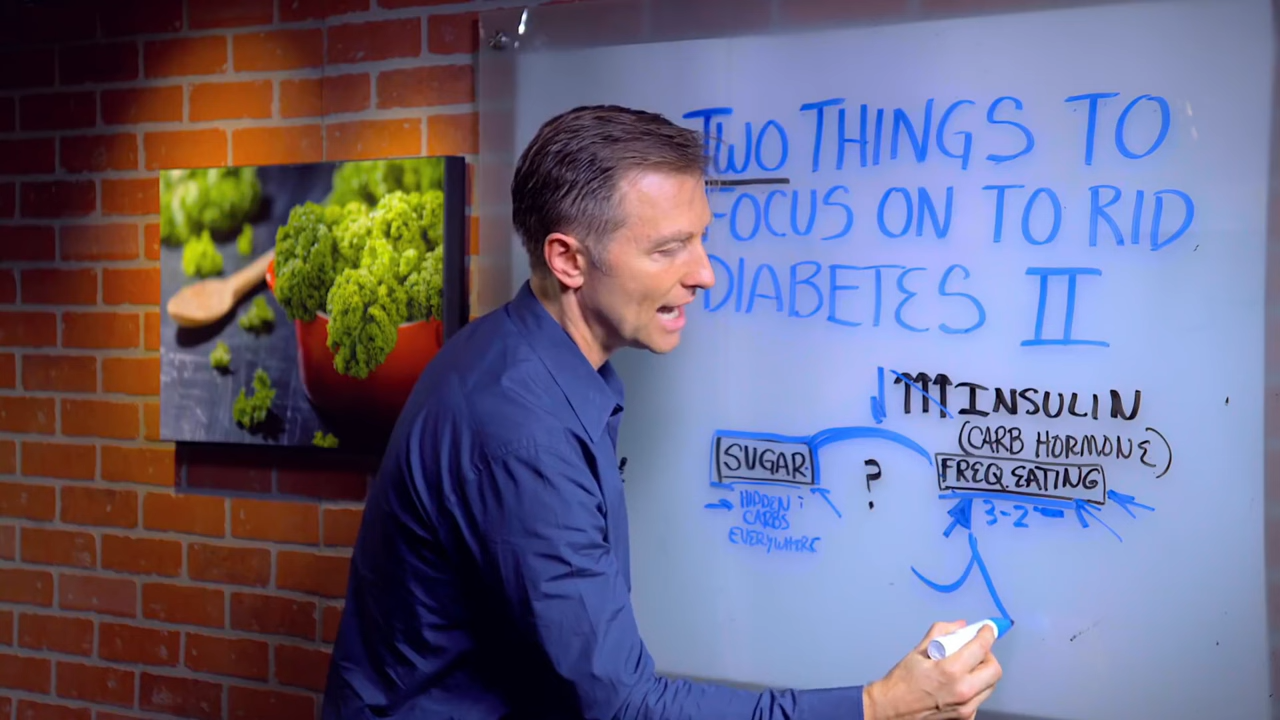 TWO THINGS TO
FOCUS ON TO RID
DIABETES II
↓↑↑↑ INSULIN
(CARB HORMONE)
SUGAR
?
FREQ. EATING
HIDDEN
CARBS
EVERYWHERE
3-2